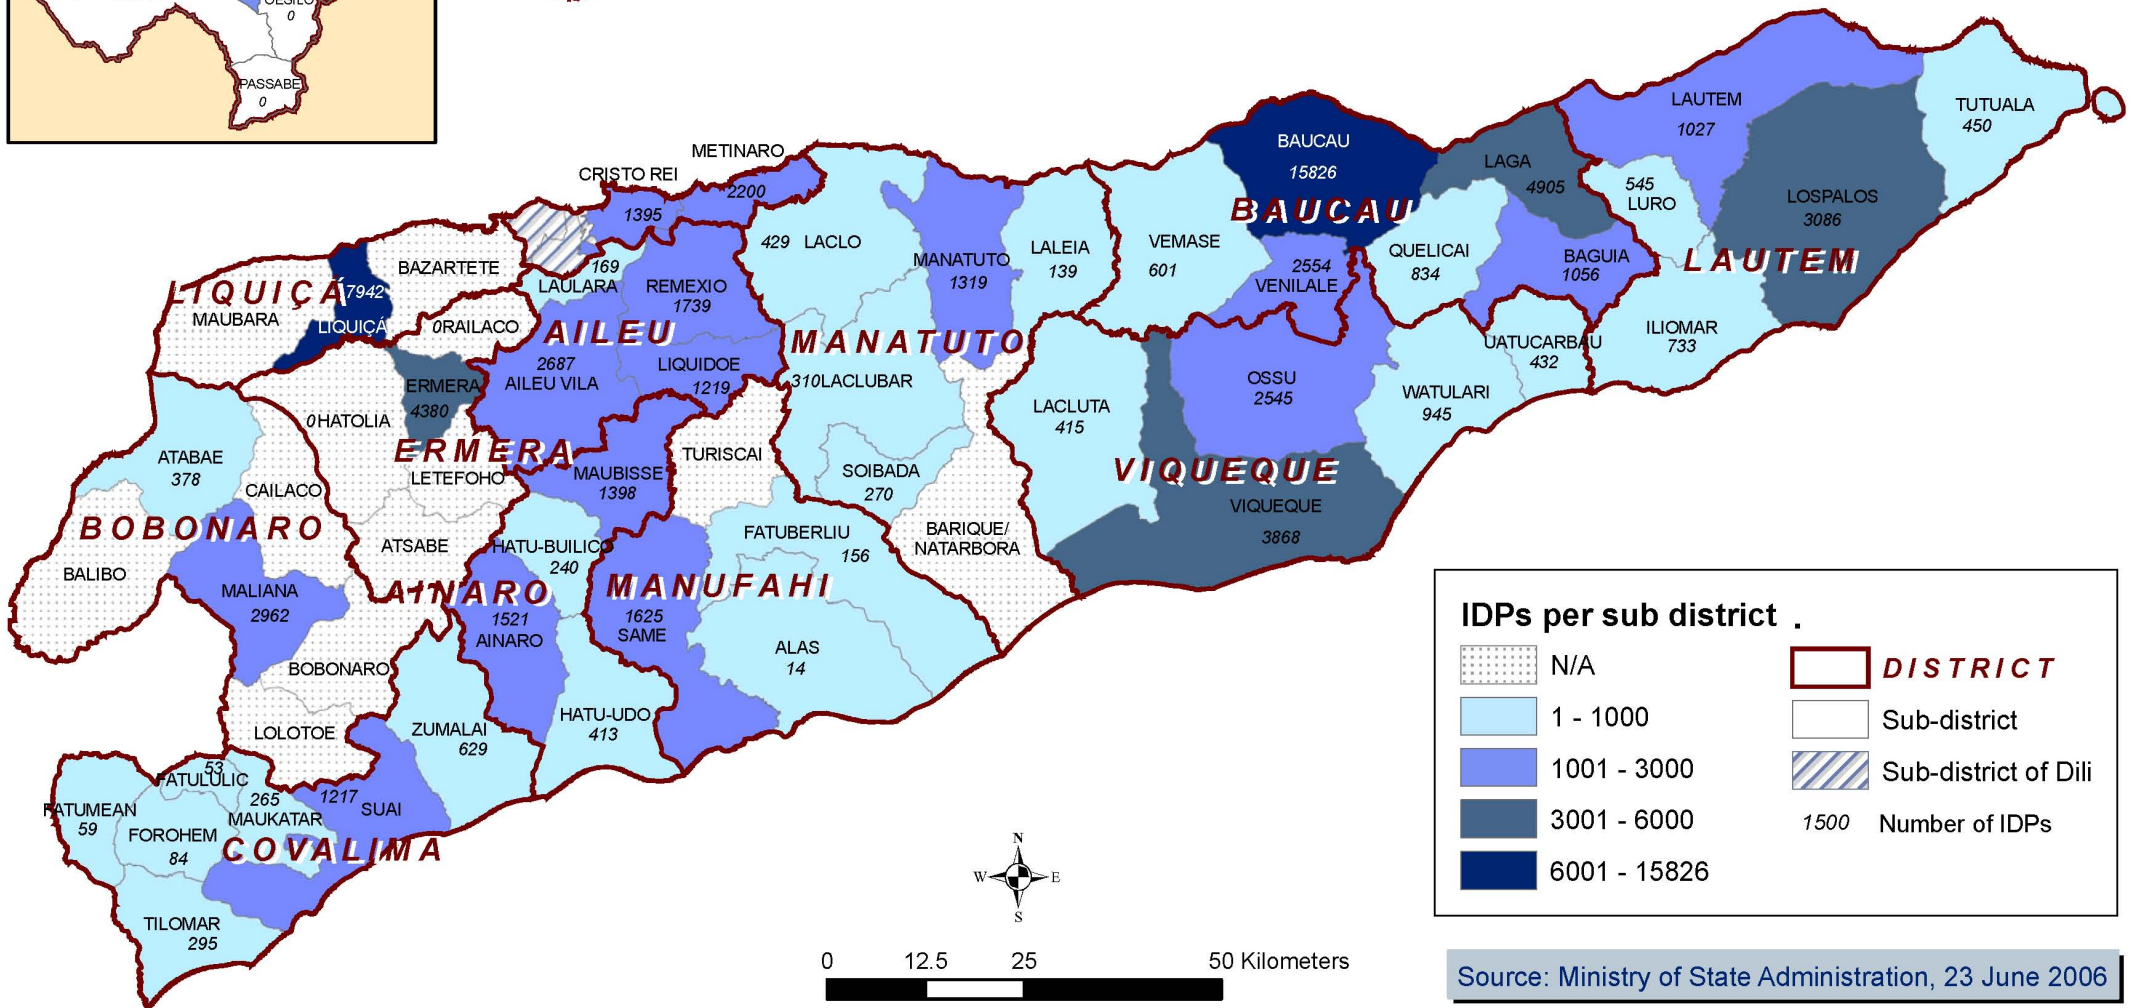 OESILO
0
PASSABE
0
METINARO
2200
CRISTO REI
1395
BAUCAU
15826
BAUCAU
LAGA
4905
LAUTEM
1027
TUTUALA
450
545
LURO
LOSPALOS
3086
LAUTEM
429 LACLO
MANATUTO
1319
LALEIA
139
VEMASE
601
2554
VENILALE
QUELICAI
834
BAGUIA
1056
BAZARTETE
LIQUIÇÁ
MAUBARA
7942
LIQUIÇÁ
0RAILACO
169
LAULARA
REMEXIO
1739
AILEU
2687
AILEU VILA
LIQUIDOE
1219
MANATUTO
310LACLUBAR
ILIOMAR
733
UATUCARBAU
432
OSSU
2545
WATULARI
945
LACLUTA
415
ERMERA
4380
0HATOLIA
ERMERA
LETEFOHO
MAUBISSE
1398
TURISCAI
SOIBADA
270
VIQUEQUE
VIQUEQUE
3868
ATABAE
378
CAILACO
BOBONARO
BALIBO
ATSABE
HATU-BUILICO
240
FATUBERLIU
156
BARIQUE/
NATARBORA
MALIANA
2962
AINARO
1521
AINARO
MANUFAHI
1625
SAME
ALAS
14
BOBONARO
LOLOTOE
ZUMALAI
629
HATU-UDO
413
53
FATULULIC
265
MAUKATAR
1217
SUAI
FATUMEAN
59
FOROHEM
84
COVALIMA
TILOMAR
295
N
W E
S
0 12.5 25 50 Kilometers
IDPs per sub district .
N/A
1 - 1000
1001 - 3000
3001 - 6000
6001 - 15826
DISTRICT
Sub-district
Sub-district of Dili
1500 Number of IDPs
Source: Ministry of State Administration, 23 June 2006